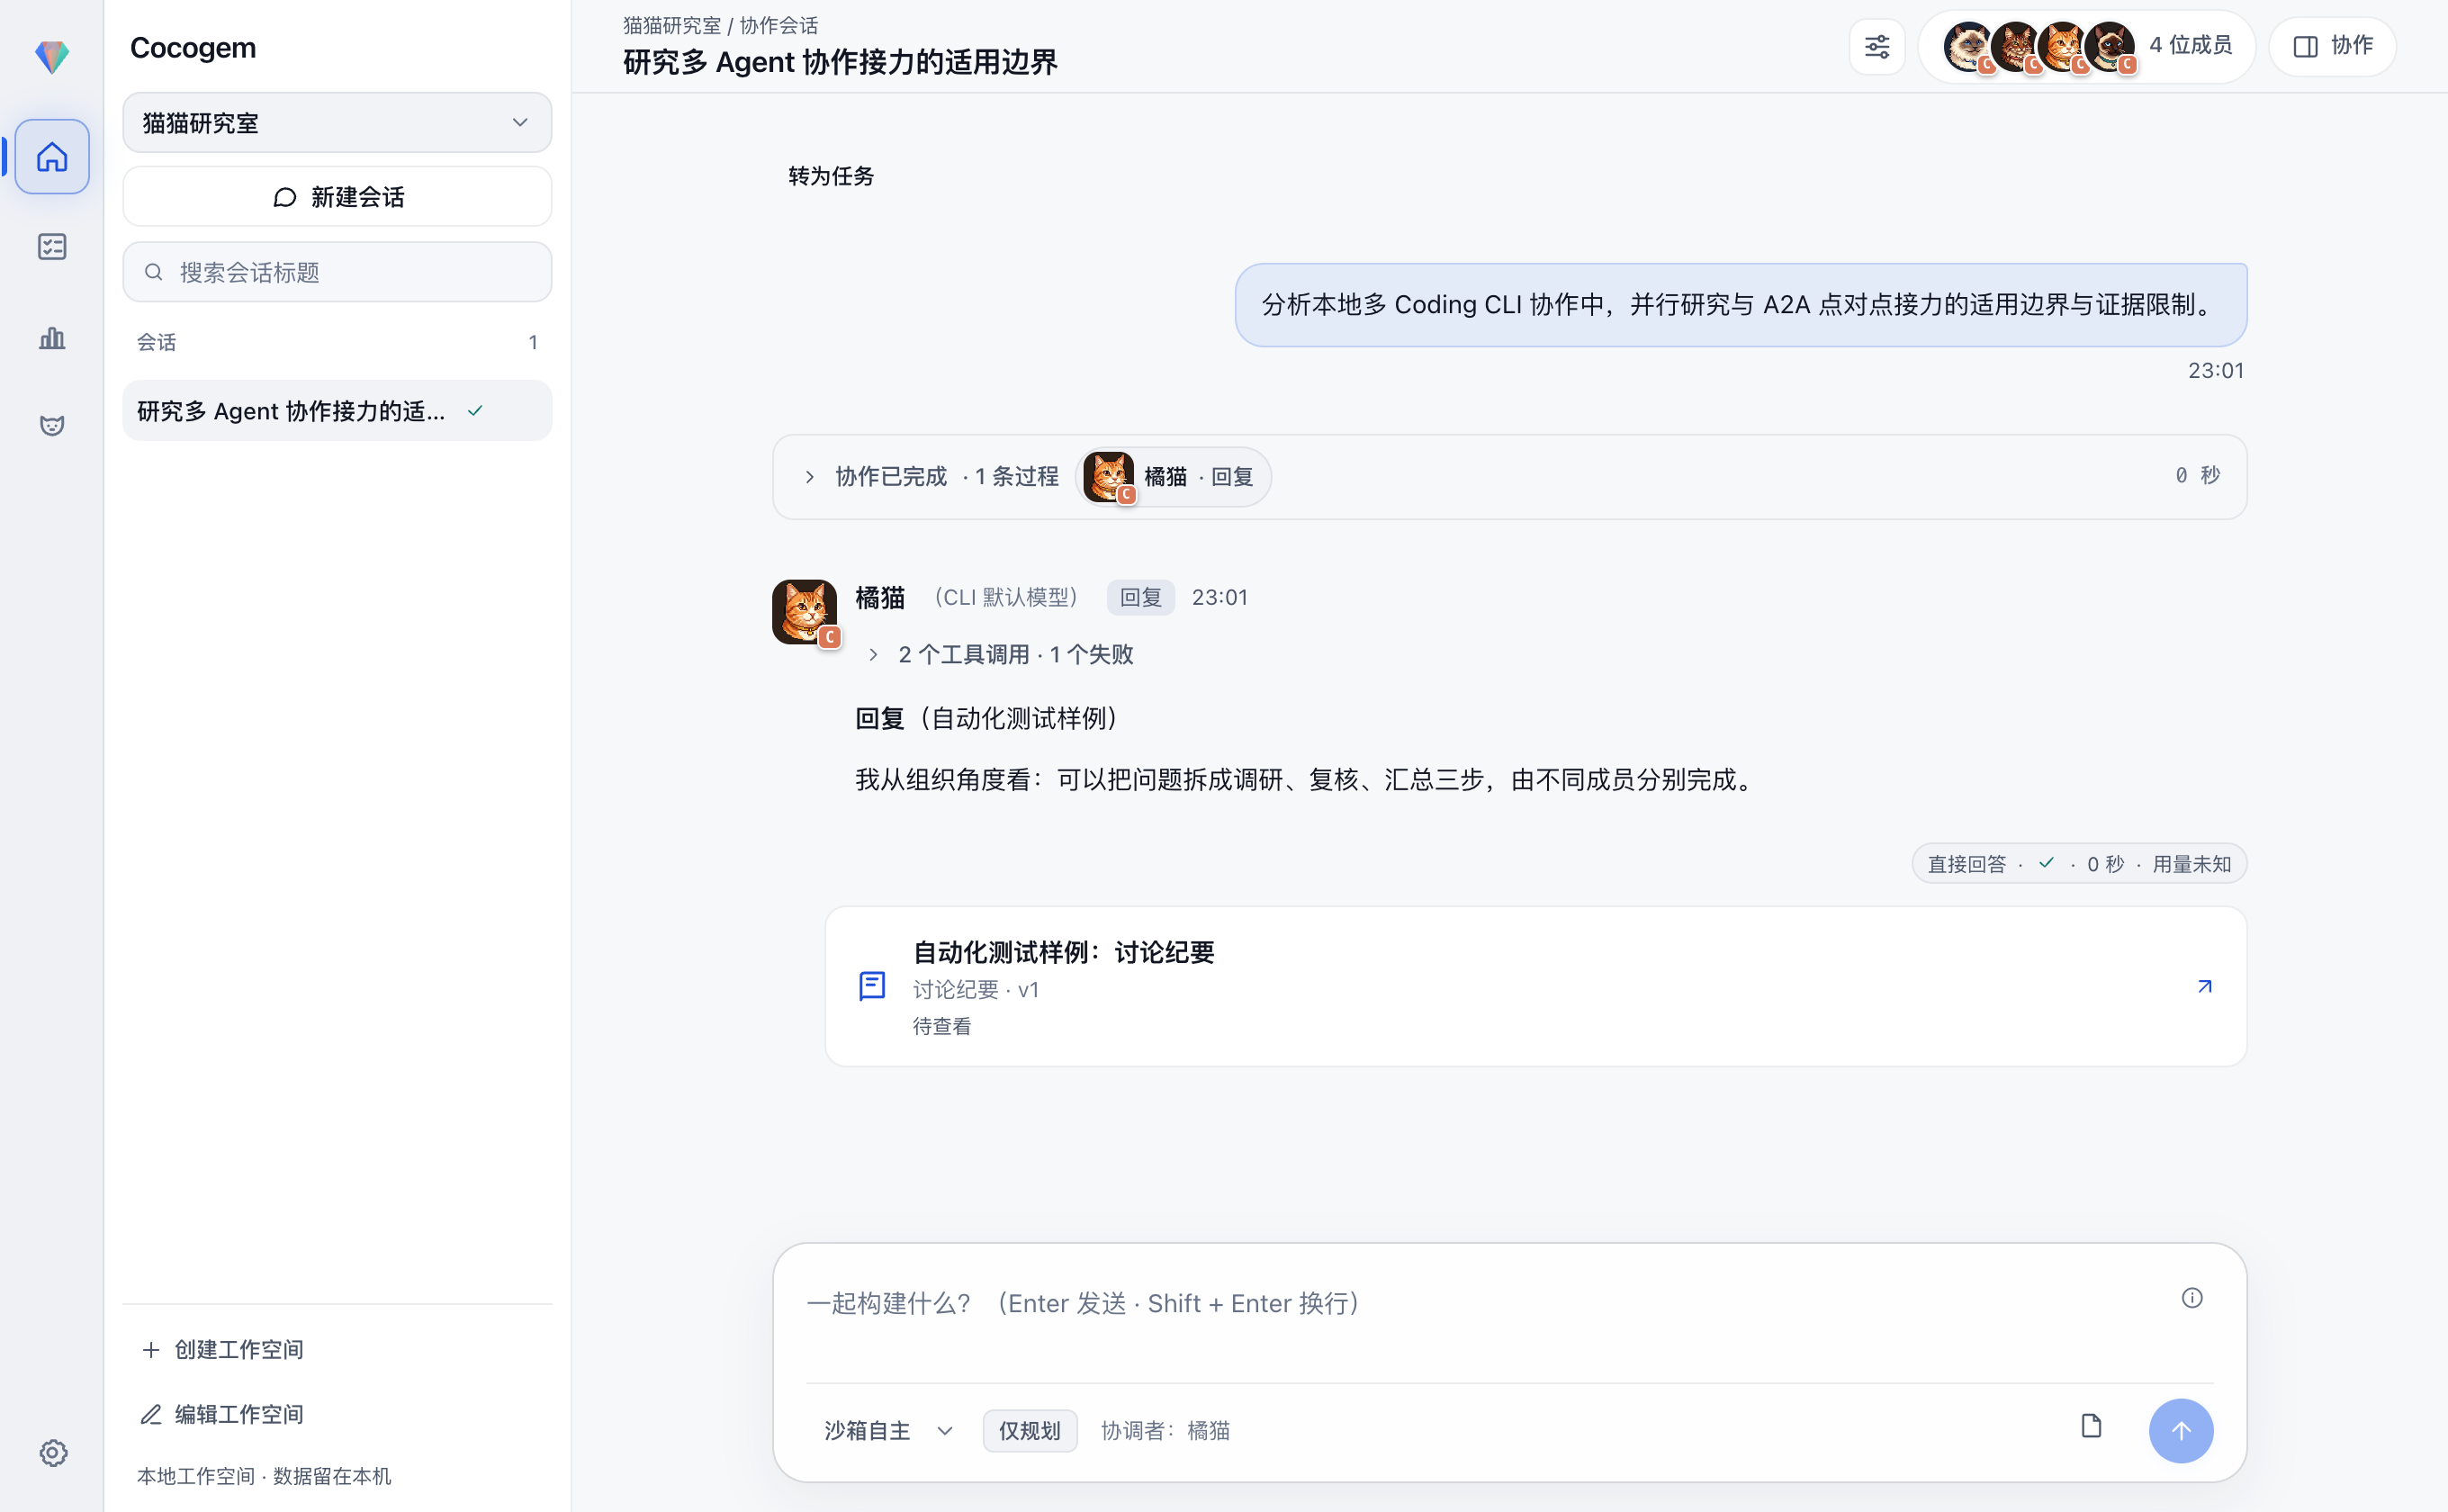 Cocogem
猫猫研究室
新建会话
搜索会话标题
会话 1
研究多 Agent 协作接力的适...
创建工作空间
编辑工作空间
本地工作空间 · 数据留在本机
猫猫研究室 / 协作会话
研究多 Agent 协作接力的适用边界
4 位成员
协作
转为任务
分析本地多 Coding CLI 协作中，并行研究与 A2A 点对点接力的适用边界与证据限制。
23:01
协作已完成 · 1 条过程 C 橘猫 · 回复 0 秒
橘猫 （CLI 默认模型） 回复 23:01
2 个工具调用 · 1 个失败
回复（自动化测试样例）
我从组织角度看：可以把问题拆成调研、复核、汇总三步，由不同成员分别完成。
直接回答 · ✓ · 0 秒 · 用量未知
自动化测试样例：讨论纪要
讨论纪要 · v1
待查看
一起构建什么？（Enter 发送 · Shift + Enter 换行）
沙箱自主 仅规划 协调者：橘猫